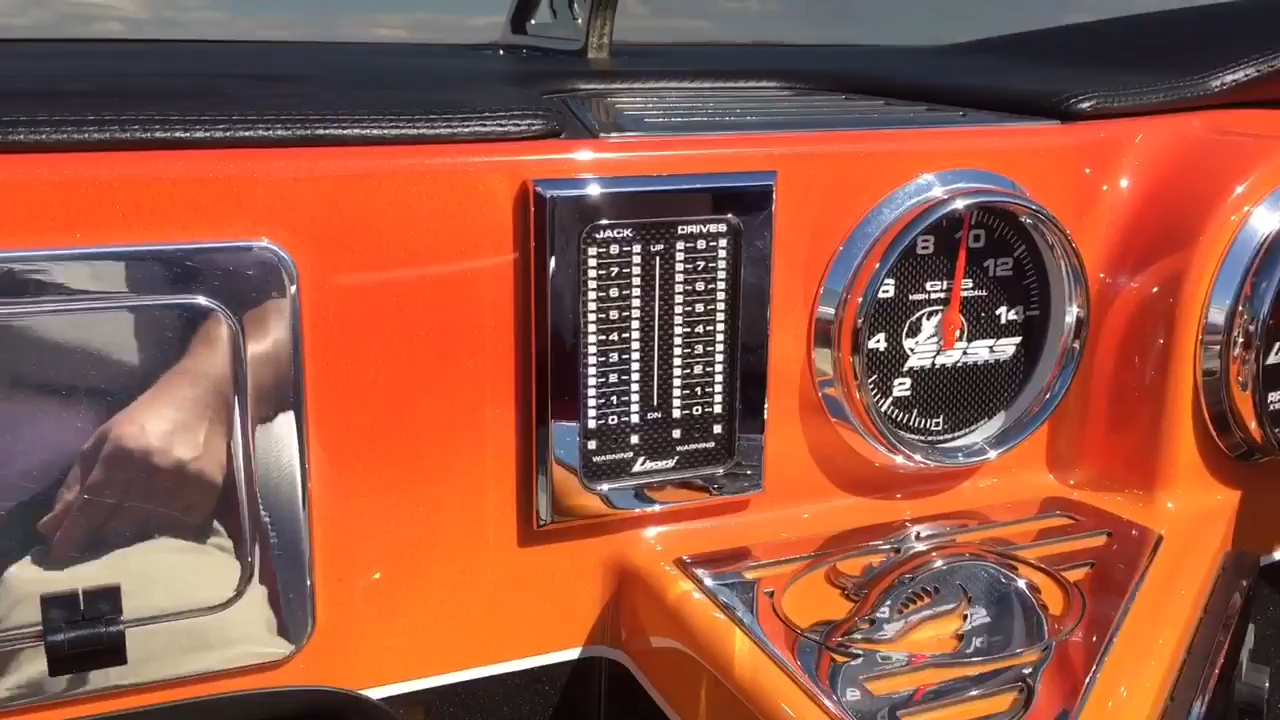 JACK DRIVES
UP
8 8
7 7
6 6
5 5
4 4
3 3
2 2
1 1
0 0
DN
WARNING WARNING
Livorsi
8 10
12
6
GPS
HIGH SPEED RECALL
14
4
2
0